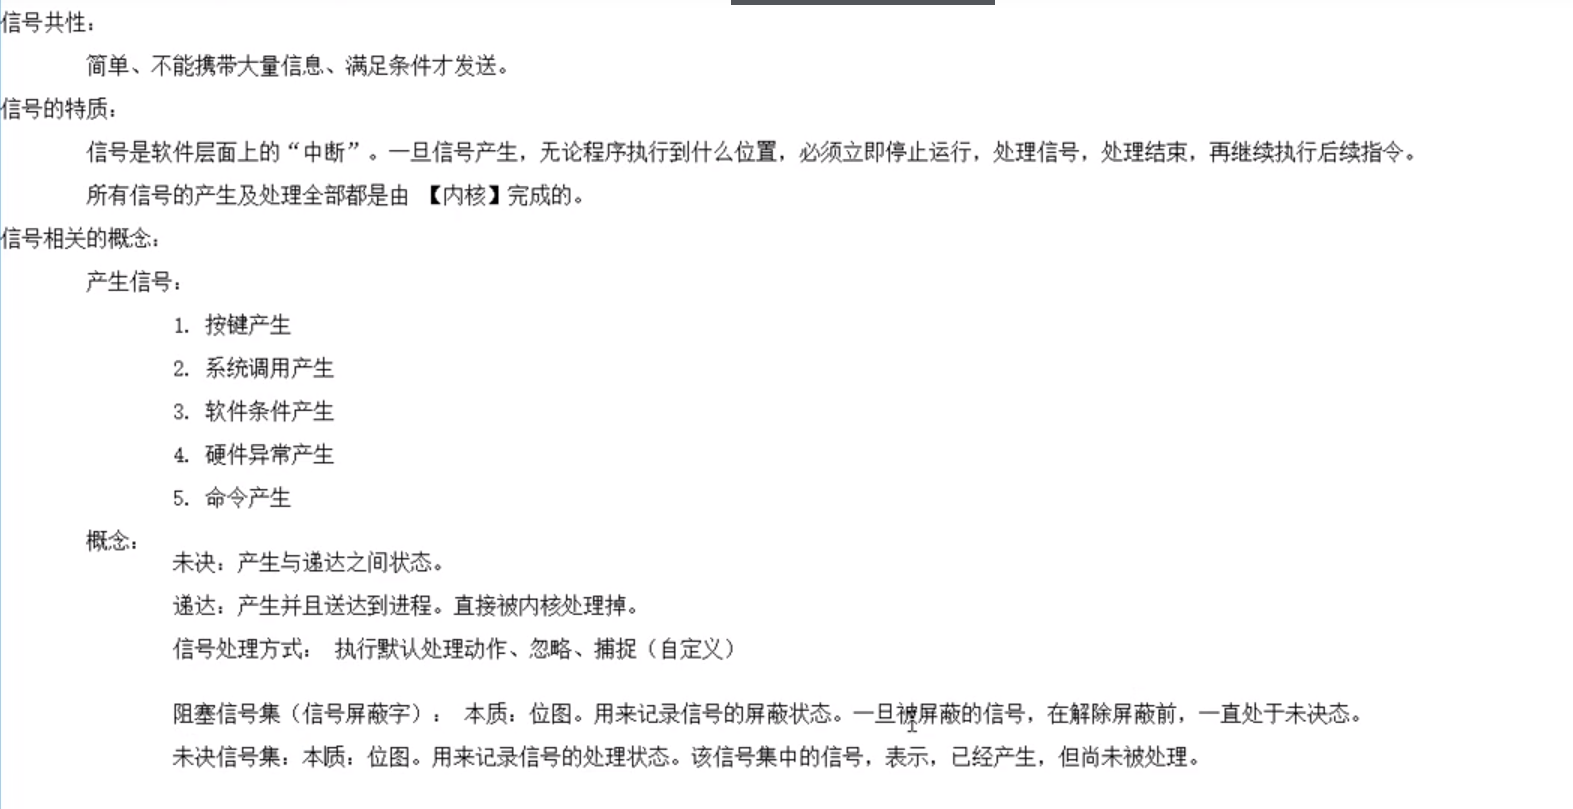 信号共性：
简单、不能携带大量信息、满足条件才发送。
信号的特质：
信号是软件层面上的“中断”。一旦信号产生，无论程序执行到什么位置，必须立即停止运行，处理信号，处理结束，再继续执行后续指令。
所有信号的产生及处理全部都是由 【内核】完成的。
信号相关的概念：
产生信号：
1. 按键产生
2. 系统调用产生
3. 软件条件产生
4. 硬件异常产生
5. 命令产生
概念：
未决：产生与递达之间状态。
递达：产生并且送达到进程。直接被内核处理掉。
信号处理方式： 执行默认处理动作、忽略、捕捉（自定义）
阻塞信号集（信号屏蔽字）： 本质：位图。用来记录信号的屏蔽状态。一旦被屏蔽的信号，在解除屏蔽前，一直处于未决态。
未决信号集：本质：位图。用来记录信号的处理状态。该信号集中的信号，表示，已经产生，但尚未被处理。